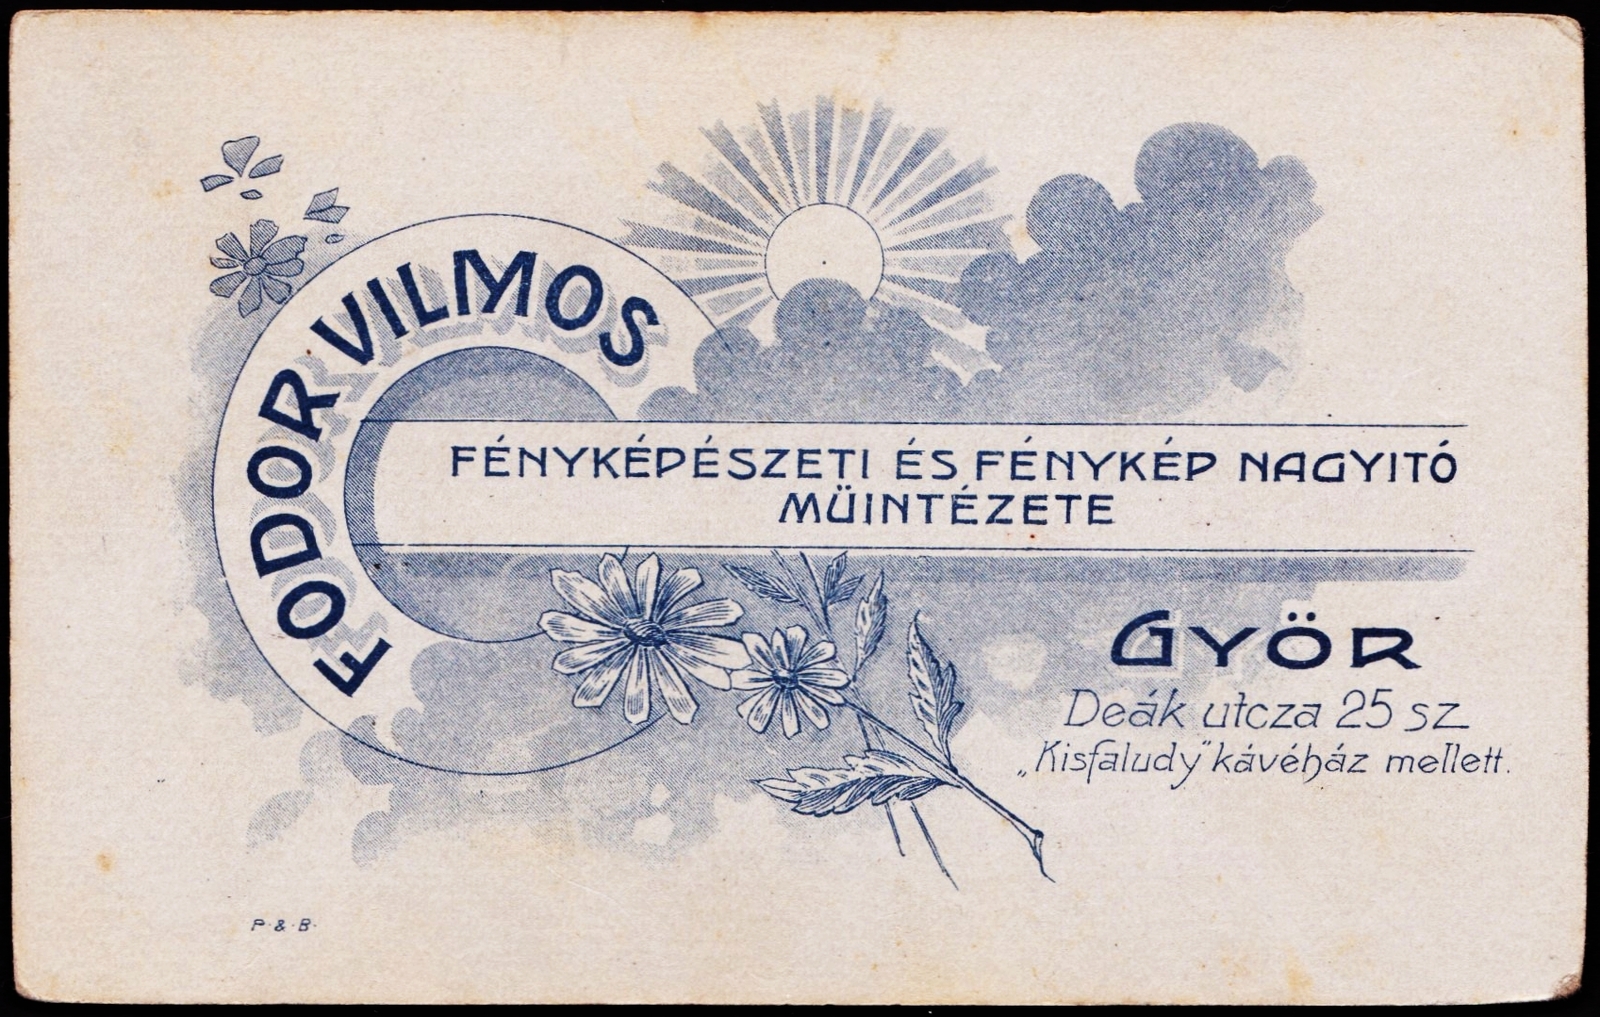 FODOR VILMOS
FÉNYKÉPÉSZETI ÉS FÉNYKÉP NAGYITÓ
MÜINTÉZETE
GYÖR
Deák utcza 25 sz
„Kisfaludy" kávéház mellett.
P. & B.